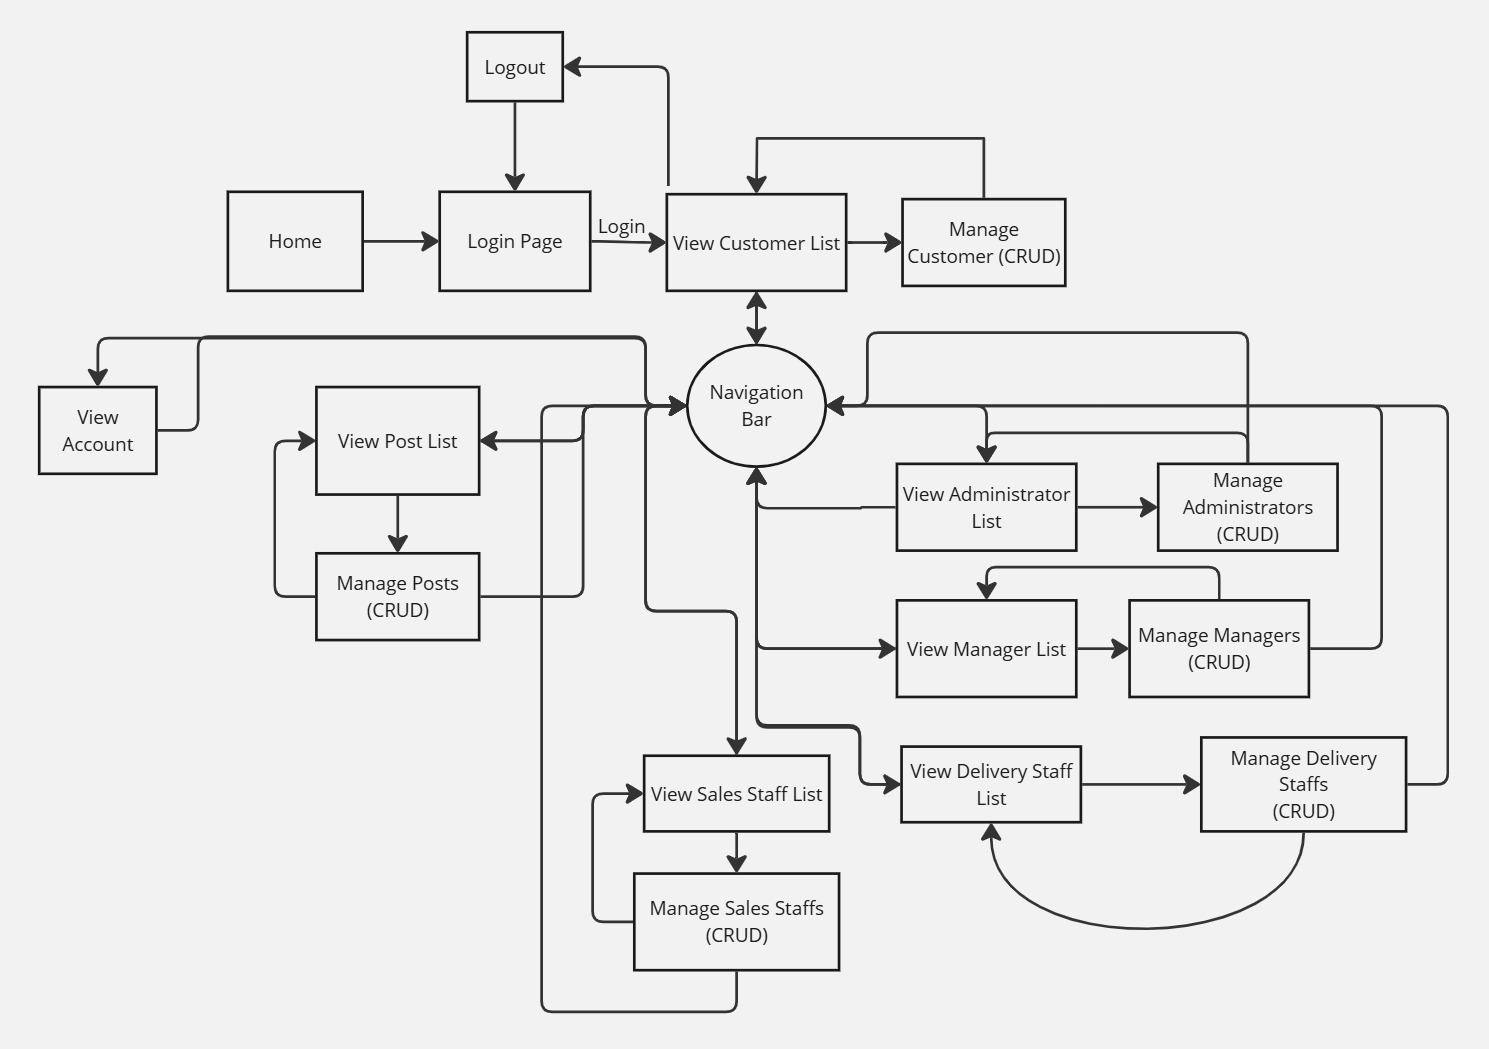 Logout
Home
Login Page
Login
View Customer List
Manage
Customer (CRUD)
Navigation
Bar
View
Account
View Post List
Manage Posts
(CRUD)
View Administrator
List
Manage
Administrators
(CRUD)
View Manager List
Manage Managers
(CRUD)
View Sales Staff List
View Delivery Staff
List
Manage Delivery
Staffs
(CRUD)
Manage Sales Staffs
(CRUD)